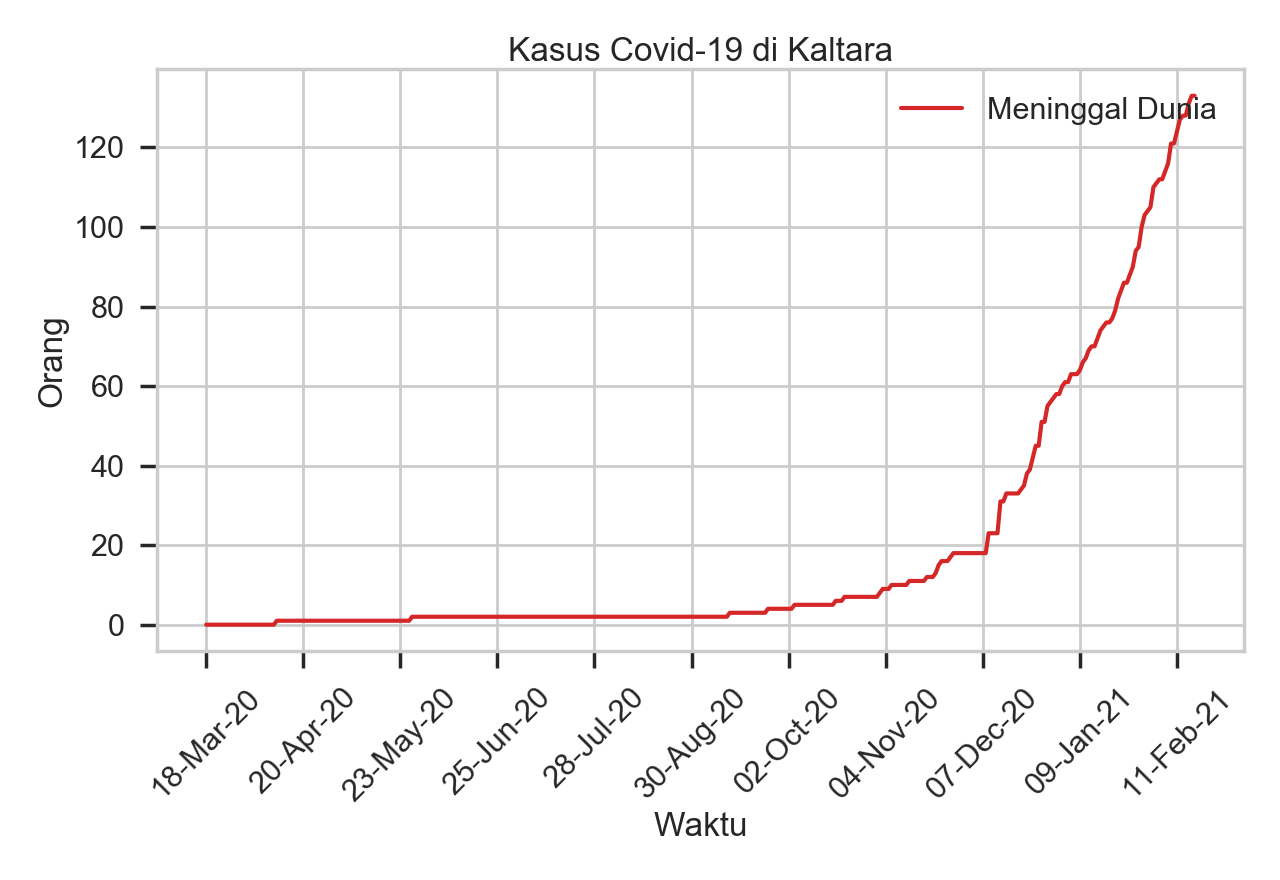 Kasus Covid-19 di Kaltara
Meninggal Dunia
120
100
80
60
40
20
0
Orang
18-Mar-20
20-Apr-20
23-May-20
25-Jun-20
28-Jul-20
30-Aug-20
02-Oct-20
04-Nov-20
07-Dec-20
09-Jan-21
11-Feb-21
Waktu